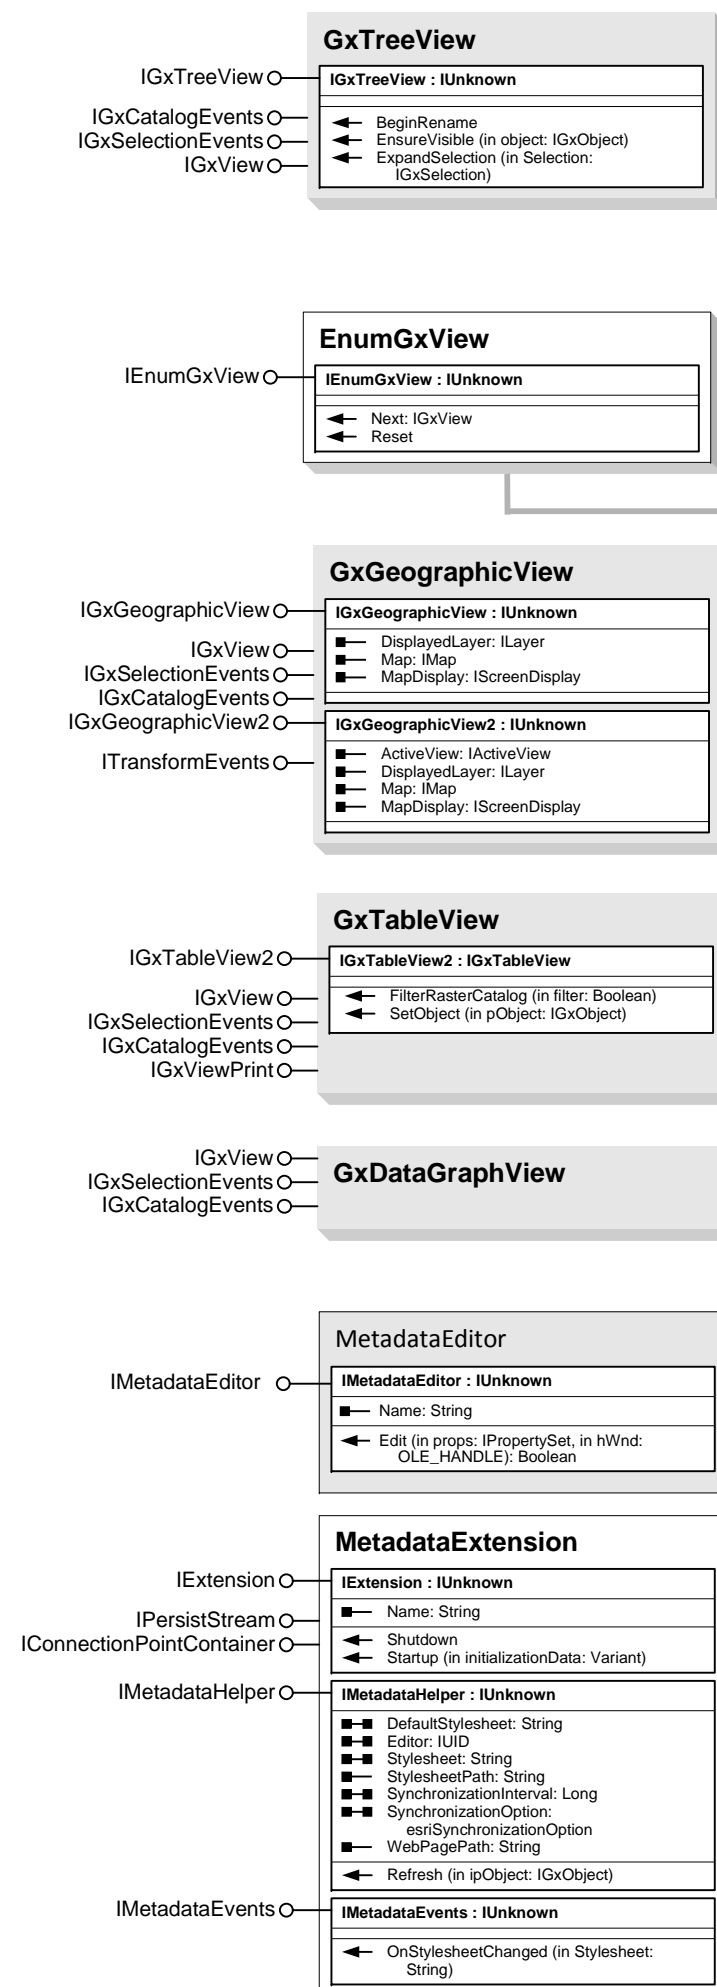 GxTreeView
IGxTreeView
IGxTreeView : IUnknown
IGxCatalogEvents
IGxSelectionEvents
IGxView
BeginRename
EnsureVisible (in object: IGxObject)
ExpandSelection (in Selection:
IGxSelection)
EnumGxView
IEnumGxView
IEnumGxView : IUnknown
Next: IGxView
Reset
GxGeographicView
IGxGeographicView
IGxGeographicView : IUnknown
IGxView
IGxSelectionEvents
IGxCatalogEvents
DisplayedLayer: ILayer
Map: IMap
MapDisplay: IScreenDisplay
IGxGeographicView2
IGxGeographicView2 : IUnknown
ITransformEvents
ActiveView: IActiveView
DisplayedLayer: ILayer
Map: IMap
MapDisplay: IScreenDisplay
GxTableView
IGxTableView2
IGxTableView2 : IGxTableView
IGxView
IGxSelectionEvents
IGxCatalogEvents
IGxViewPrint
FilterRasterCatalog (in filter: Boolean)
SetObject (in pObject: IGxObject)
IGxView
IGxSelectionEvents
IGxCatalogEvents
GxDataGraphView
MetadataEditor
IMetadataEditor
IMetadataEditor : IUnknown
Name: String
Edit (in props: IPropertySet, in hWnd:
OLE_HANDLE): Boolean
MetadataExtension
IExtension
IExtension : IUnknown
IPersistStream
IConnectionPointContainer
Name: String
Shutdown
Startup (in initializationData: Variant)
IMetadataHelper
IMetadataHelper : IUnknown
DefaultStylesheet: String
Editor: IUID
Stylesheet: String
StylesheetPath: String
SynchronizationInterval: Long
SynchronizationOption:
esriSynchronizationOption
WebPagePath: String
Refresh (in ipObject: IGxObject)
IMetadataEvents
IMetadataEvents : IUnknown
OnStylesheetChanged (in Stylesheet:
String)